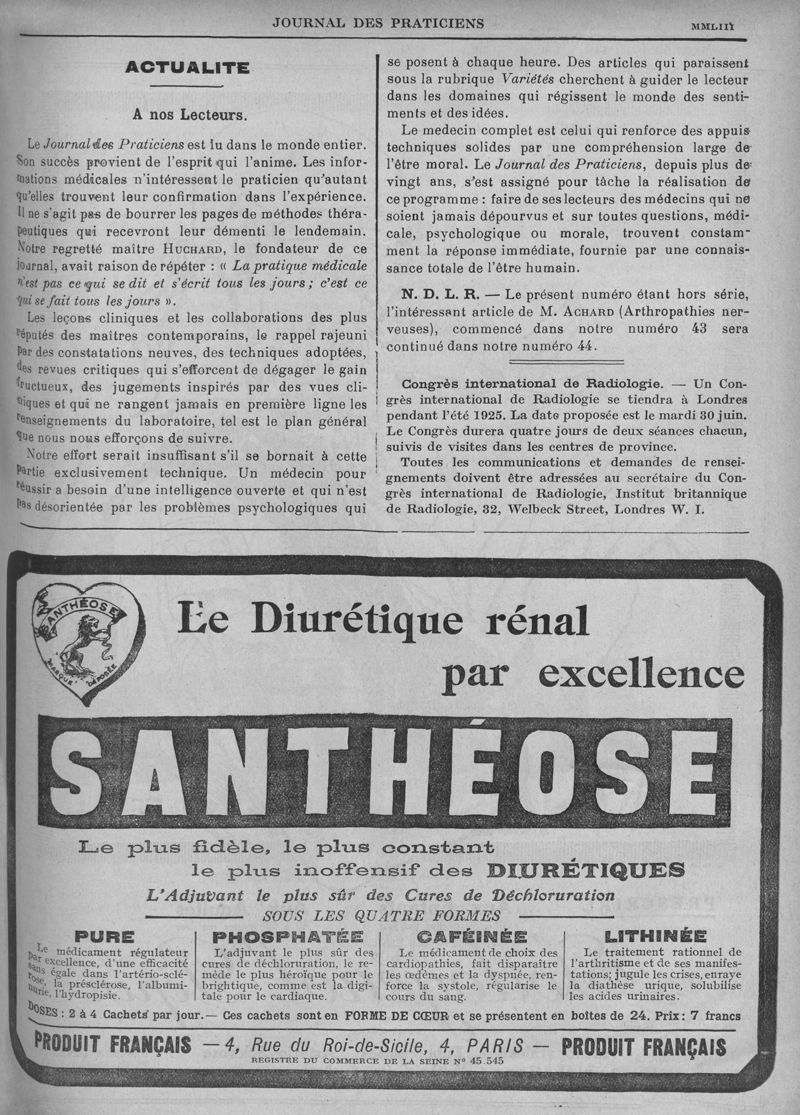 JOURNAL DES PRATICIENS
MMLIII
ACTUALITE
A nos Lecteurs.
Le Journal des Praticiens est lu dans le monde entier.
Son succès provient de l'esprit qui l'anime. Les infor-
mations médicales n'intéressent le praticien qu'autant
qu'elles trouvent leur confirmation dans l'expérience.
Il ne s'agit pas de bourrer les pages de méthodes théra-
peutiques qui recevront leur démenti le lendemain.
Notre regretté maître HUCHARD, le fondateur de ce
journal, avait raison de répéter : « La pratique médicale
n'est pas ce qui se dit et s'écrit tous les jours ; c'est ce
qui se fait tous les jours ».
Les leçons cliniques et les collaborations des plus
réputés des maîtres contemporains, le rappel rajeuni
par des constatations neuves, des techniques adoptées,
des revues critiques qui s'efforcent de dégager le gain
fructueux, des jugements inspirés par des vues cli-
niques et qui ne rangent jamais en première ligne les
renseignements du laboratoire, tel est le plan général
que nous nous efforçons de suivre.
Notre effort serait insuffisant s'il se bornait à cette
partie exclusivement technique. Un médecin pour
réussir a besoin d'une intelligence ouverte et qui n'est
pas désorientée par les problèmes psychologiques qui
se posent à chaque heure. Des articles qui paraissent
sous la rubrique Variétés cherchent à guider le lecteur
dans les domaines qui régissent le monde des senti-
ments et des idées.
Le medecin complet est celui qui renforce des appuis
techniques solides par une compréhension large de
l'être moral. Le Journal des Praticiens, depuis plus de
vingt ans, s'est assigné pour tâche la réalisation de
ce programme : faire de ses lecteurs des médecins qui ne
soient jamais dépourvus et sur toutes questions, médi-
cale, psychologique ou morale, trouvent constam-
ment la réponse immédiate, fournie par une connais-
sance totale de l'être humain.
N. D. L. R. — Le présent numéro étant hors série,
l'intéressant article de M. ACHARD (Arthropathies ner-
veuses), commencé dans notre numéro 43 sera
continué dans notre numéro 44.
Congrès international de Radiologie. — Un Con-
grès international de Radiologie se tiendra à Londres
pendant l'été 1925. La date proposée est le mardi 30 juin.
Le Congrès durera quatre jours de deux séances chacun,
suivis de visites dans les centres de province.
Toutes les communications et demandes de rensei-
gnements doivent être adressées au secrétaire du Con-
grès international de Radiologie, Institut britannique
de Radiologie, 32, Welbeck Street, Londres W. I.
SANTHÉOSE
MARQUE DÉPOSÉE
Le Diurétique rénal
par excellence
SANTHÉOSE
Le plus fidèle, le plus constant
le plus inoffensif des DIURÉTIQUES
L'Adjuvant le plus sûr des Cures de Déchloruration
SOUS LES QUATRE FORMES
PURE
Le médicament régulateur
par excellence, d'une efficacité
sans égale dans l'artério-sclé-
rose, la présclérose, l'albumi-
nurie, l'hydropisie.
PHOSPHATÉE
L'adjuvant le plus sûr des
cures de déchloruration, le re-
mède le plus héroïque pour le
brightique, comme est la digi-
tale pour le cardiaque.
CAFÉINÉE
Le médicament de choix des
cardiopathies, fait disparaître
les œdèmes et la dyspnée, ren-
force la systole, régularise le
cours du sang.
LITHINÉE
Le traitement rationnel de
l'arthritisme et de ses manifes-
tations; jugule les crises, enraye
la diathèse urique, solubilise
les acides urinaires.
DOSES : 2 à 4 Cachets par jour. — Ces cachets sont en FORME DE CŒUR et se présentent en boîtes de 24. Prix : 7 francs
PRODUIT FRANÇAIS — 4, Rue du Roi-de-Sicile, 4, PARIS — PRODUIT FRANÇAIS
REGISTRE DU COMMERCE DE LA SEINE N° 45.545